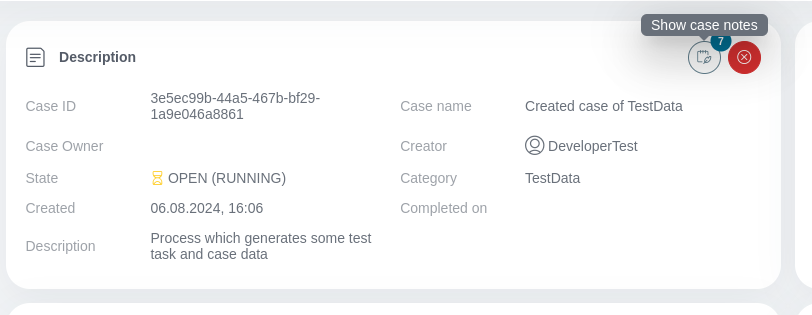 Show case notes
7
Description
Case ID
3e5ec99b-44a5-467b-bf29-
1a9e046a8861
Case name
Created case of TestData
Case Owner
Creator
DeveloperTest
State
OPEN (RUNNING)
Category
TestData
Created
06.08.2024, 16:06
Completed on
Description
Process which generates some test
task and case data